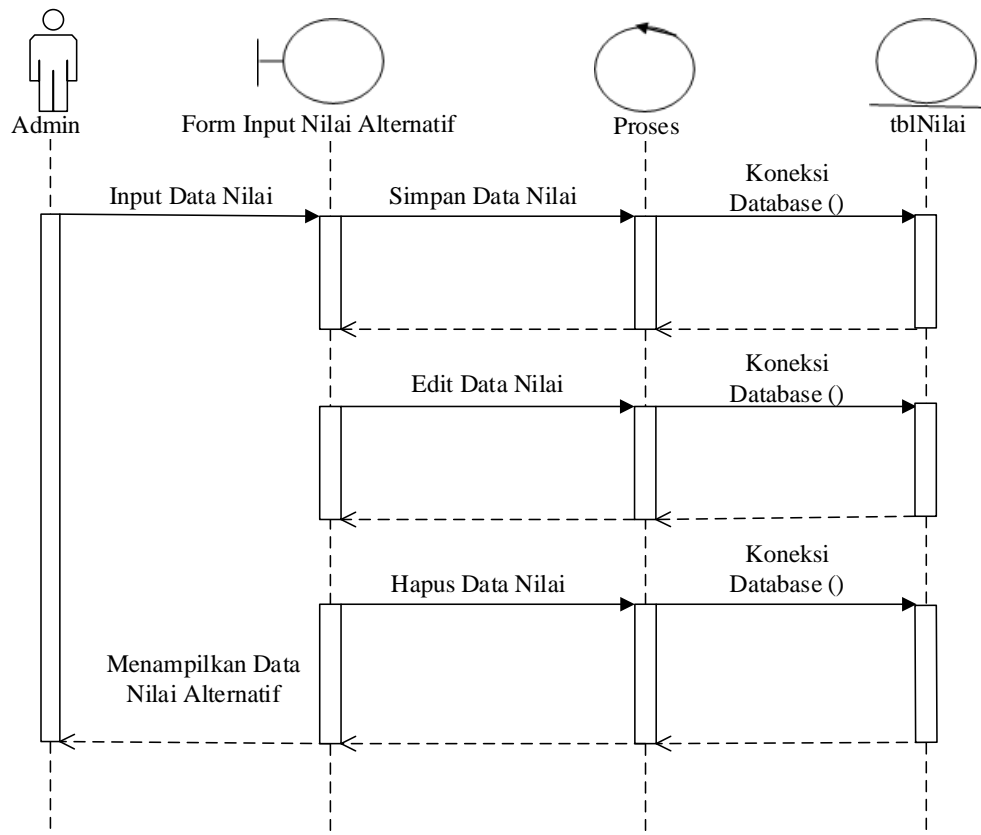 Admin
Form Input Nilai Alternatif
Proses
tblNilai
Input Data Nilai
Simpan Data Nilai
Koneksi
Database ()
Edit Data Nilai
Koneksi
Database ()
Hapus Data Nilai
Koneksi
Database ()
Menampilkan Data
Nilai Alternatif